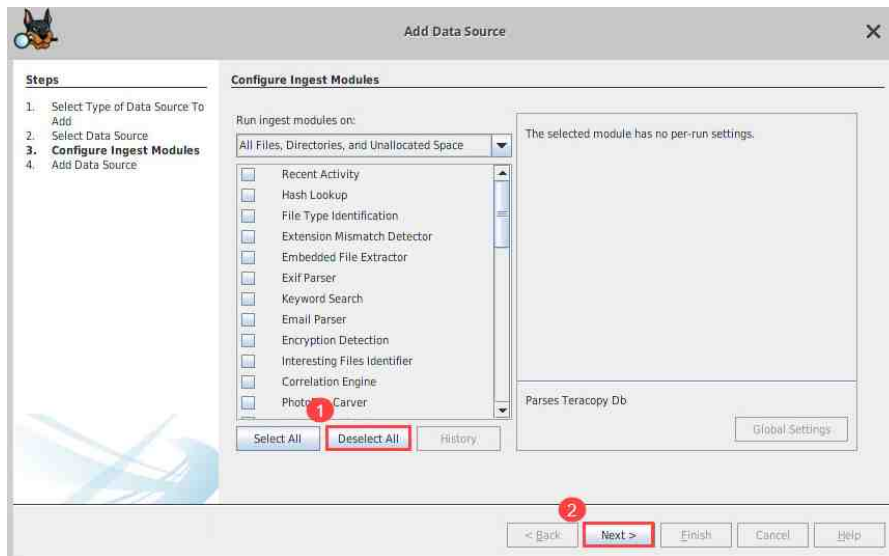 Add Data Source
Steps
1. Select Type of Data Source To
Add
2. Select Data Source
3. Configure Ingest Modules
4. Add Data Source
Configure Ingest Modules
Run ingest modules on:
All Files, Directories, and Unallocated Space
Recent Activity
Hash Lookup
File Type Identification
Extension Mismatch Detector
Embedded File Extractor
Exif Parser
Keyword Search
Email Parser
Encryption Detection
Interesting Files Identifier
Correlation Engine
Carver
1
Select All Deselect All History
The selected module has no per-run settings.
Parses Teracopy Db
Global Settings
2
< Back Next > Finish Cancel Help